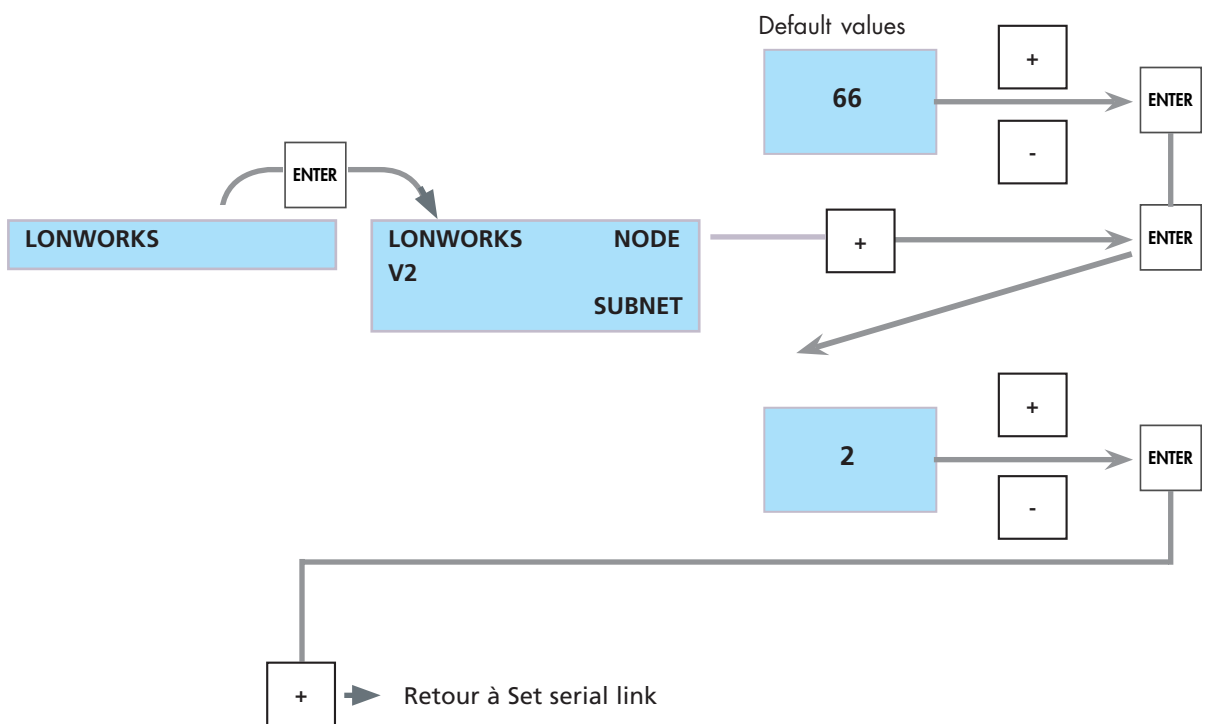 Default values
66
+
-
ENTER
ENTER
LONWORKS
LONWORKS NODE
V2
SUBNET
+
ENTER
2
+
-
ENTER
+
Retour à Set serial link